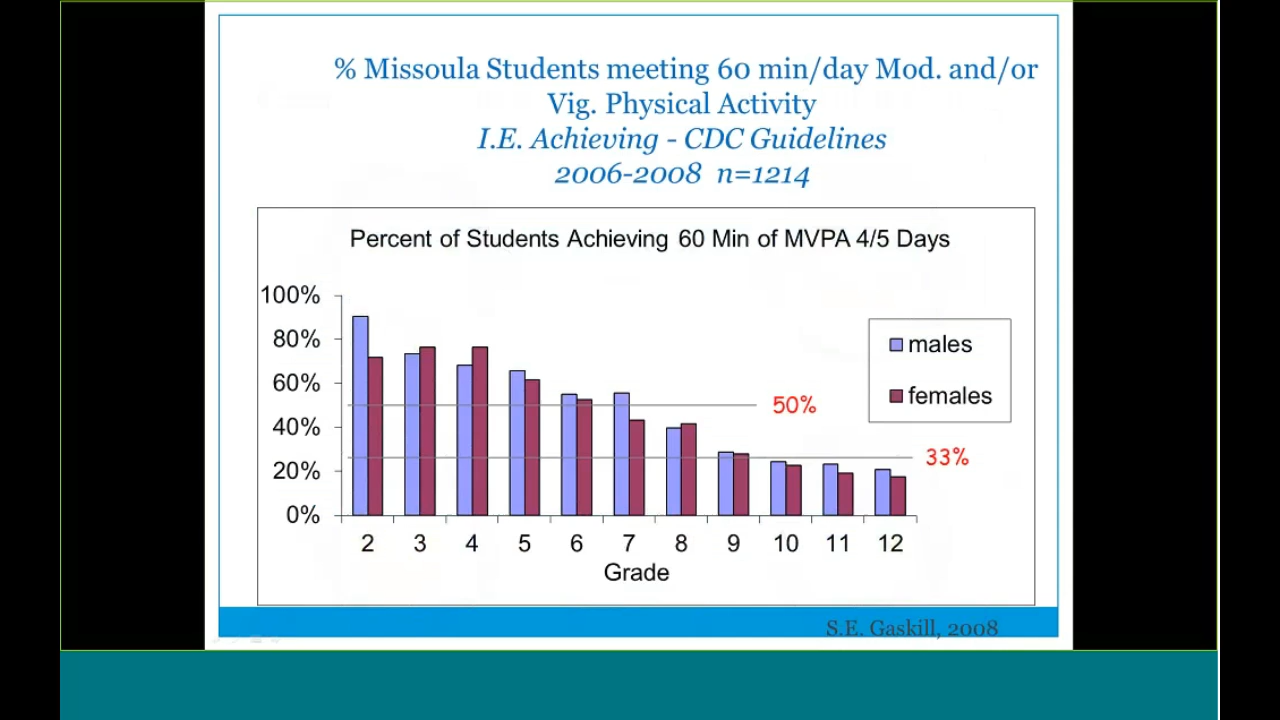 % Missoula Students meeting 60 min/day Mod. and/or
Vig. Physical Activity
I.E. Achieving - CDC Guidelines
2006-2008 n=1214
Percent of Students Achieving 60 Min of MVPA 4/5 Days
100%
80%
60%
40%
20%
0%
50%
33%
males
females
2 3 4 5 6 7 8 9 10 11 12
Grade
S.E. Gaskill, 2008